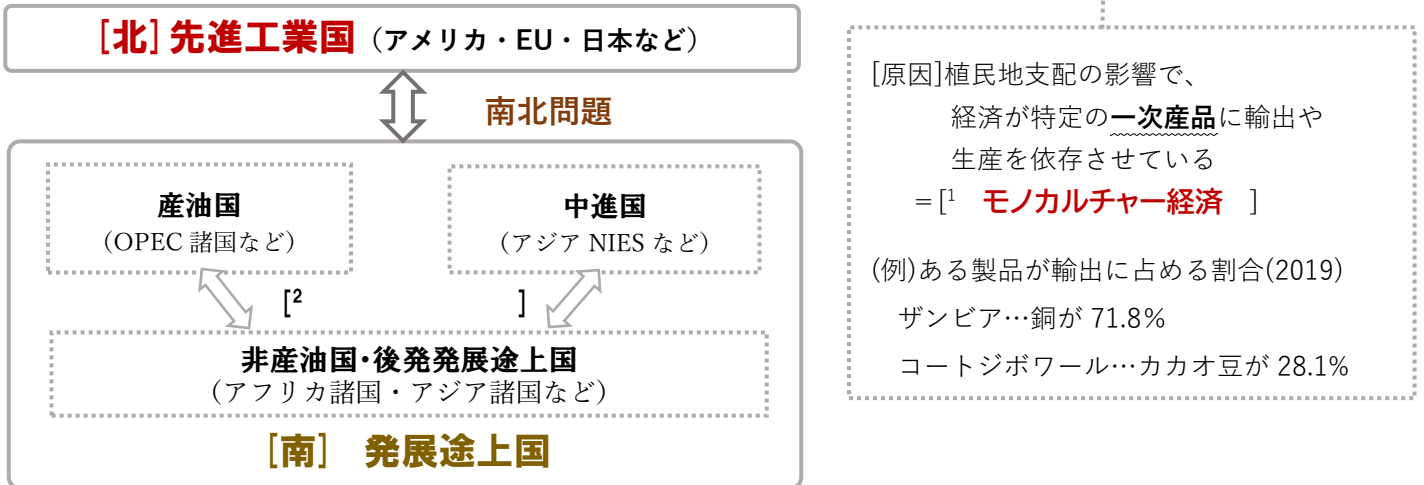 [北] 先進工業国（アメリカ・EU・日本など）
南北問題
産油国
（OPEC 諸国など）
中進国
（アジア NIES など）
[2 ]
非産油国・後発発展途上国
（アフリカ諸国・アジア諸国など）
[南] 発展途上国
[原因]植民地支配の影響で、
経済が特定の一次産品に輸出や
生産を依存させている
＝[1 モノカルチャー経済 ]
(例)ある製品が輸出に占める割合(2019)
ザンビア…銅が 71.8％
コートジボワール…カカオ豆が 28.1％